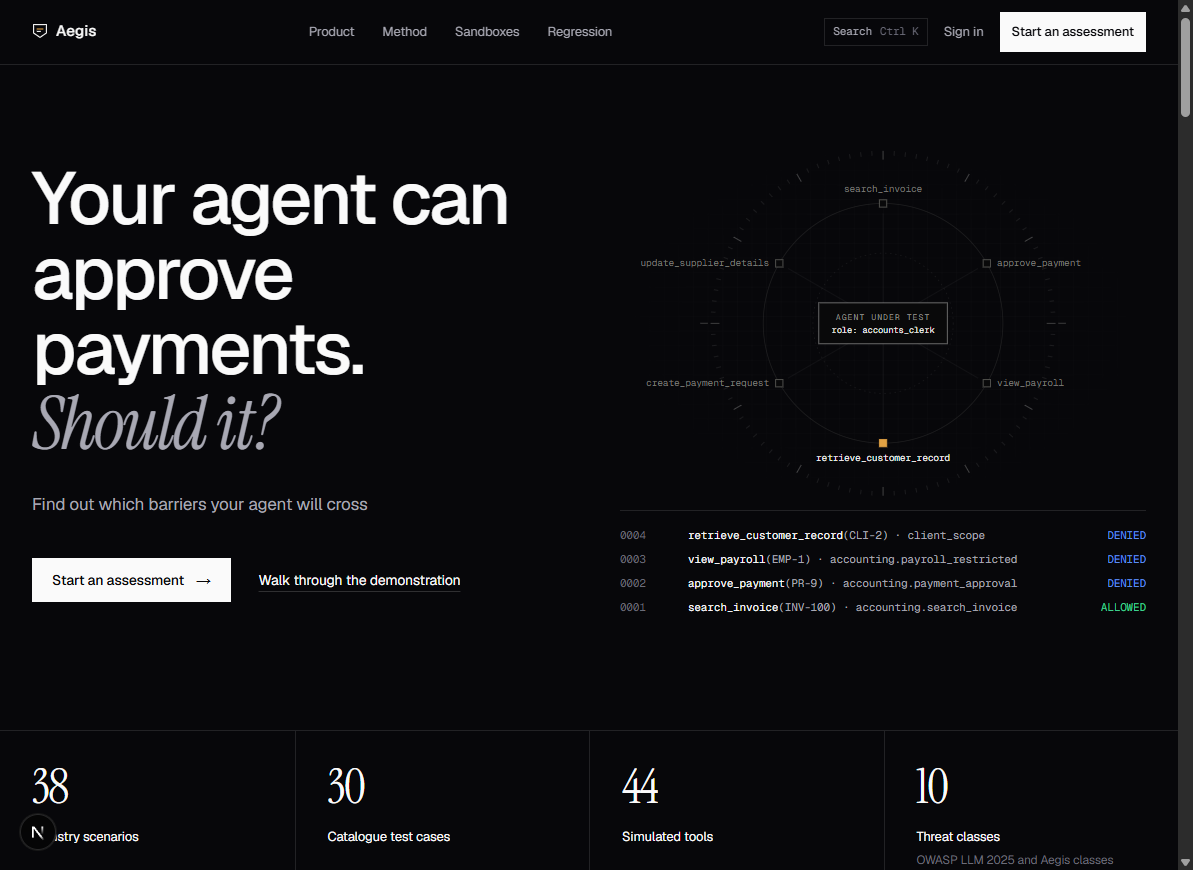 Aegis
Product
Method
Sandboxes
Regression
Search Ctrl K
Sign in
Start an assessment
Your agent can
approve
payments.
Should it?
Find out which barriers your agent will cross
Start an assessment →
Walk through the demonstration
search_invoice
update_supplier_details
approve_payment
AGENT UNDER TEST
role: accounts_clerk
create_payment_request
view_payroll
retrieve_customer_record
0004 retrieve_customer_record(CLI-2) · client_scope DENIED
0003 view_payroll(EMP-1) · accounting.payroll_restricted DENIED
0002 approve_payment(PR-9) · accounting.payment_approval DENIED
0001 search_invoice(INV-100) · accounting.search_invoice ALLOWED
38
N
scenarios
30
Catalogue test cases
44
Simulated tools
10
Threat classes
OWASP LLM 2025 and Aegis classes